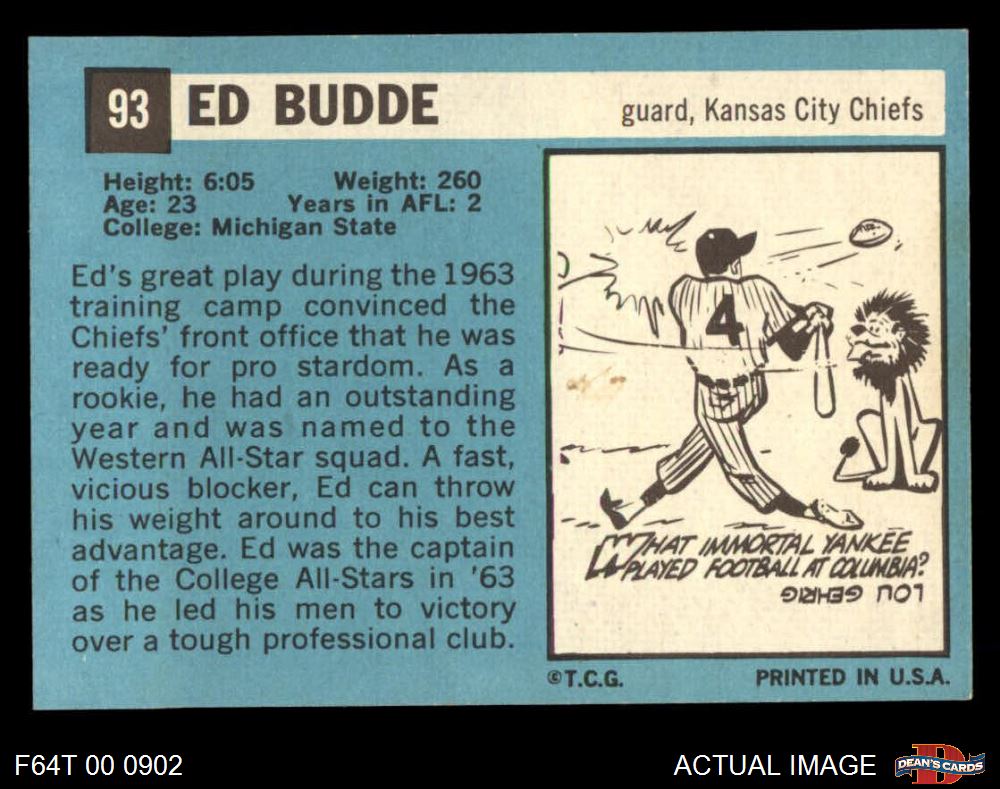 93 ED BUDDE guard, Kansas City Chiefs
Height: 6:05 Weight: 260
Age: 23 Years in AFL: 2
College: Michigan State
Ed's great play during the 1963
training camp convinced the
Chiefs' front office that he was
ready for pro stardom. As a
rookie, he had an outstanding
year and was named to the
Western All-Star squad. A fast,
vicious blocker, Ed can throw
his weight around to his best
advantage. Ed was the captain
of the College All-Stars in '63
as he led his men to victory
over a tough professional club.
4
WHAT IMMORTAL YANKEE
PLAYED FOOTBALL AT COLUMBIA?
LOU GEHRIG
©T.C.G. PRINTED IN U.S.A.
F64T 00 0902 ACTUAL IMAGE
D
DEAN'S CARDS